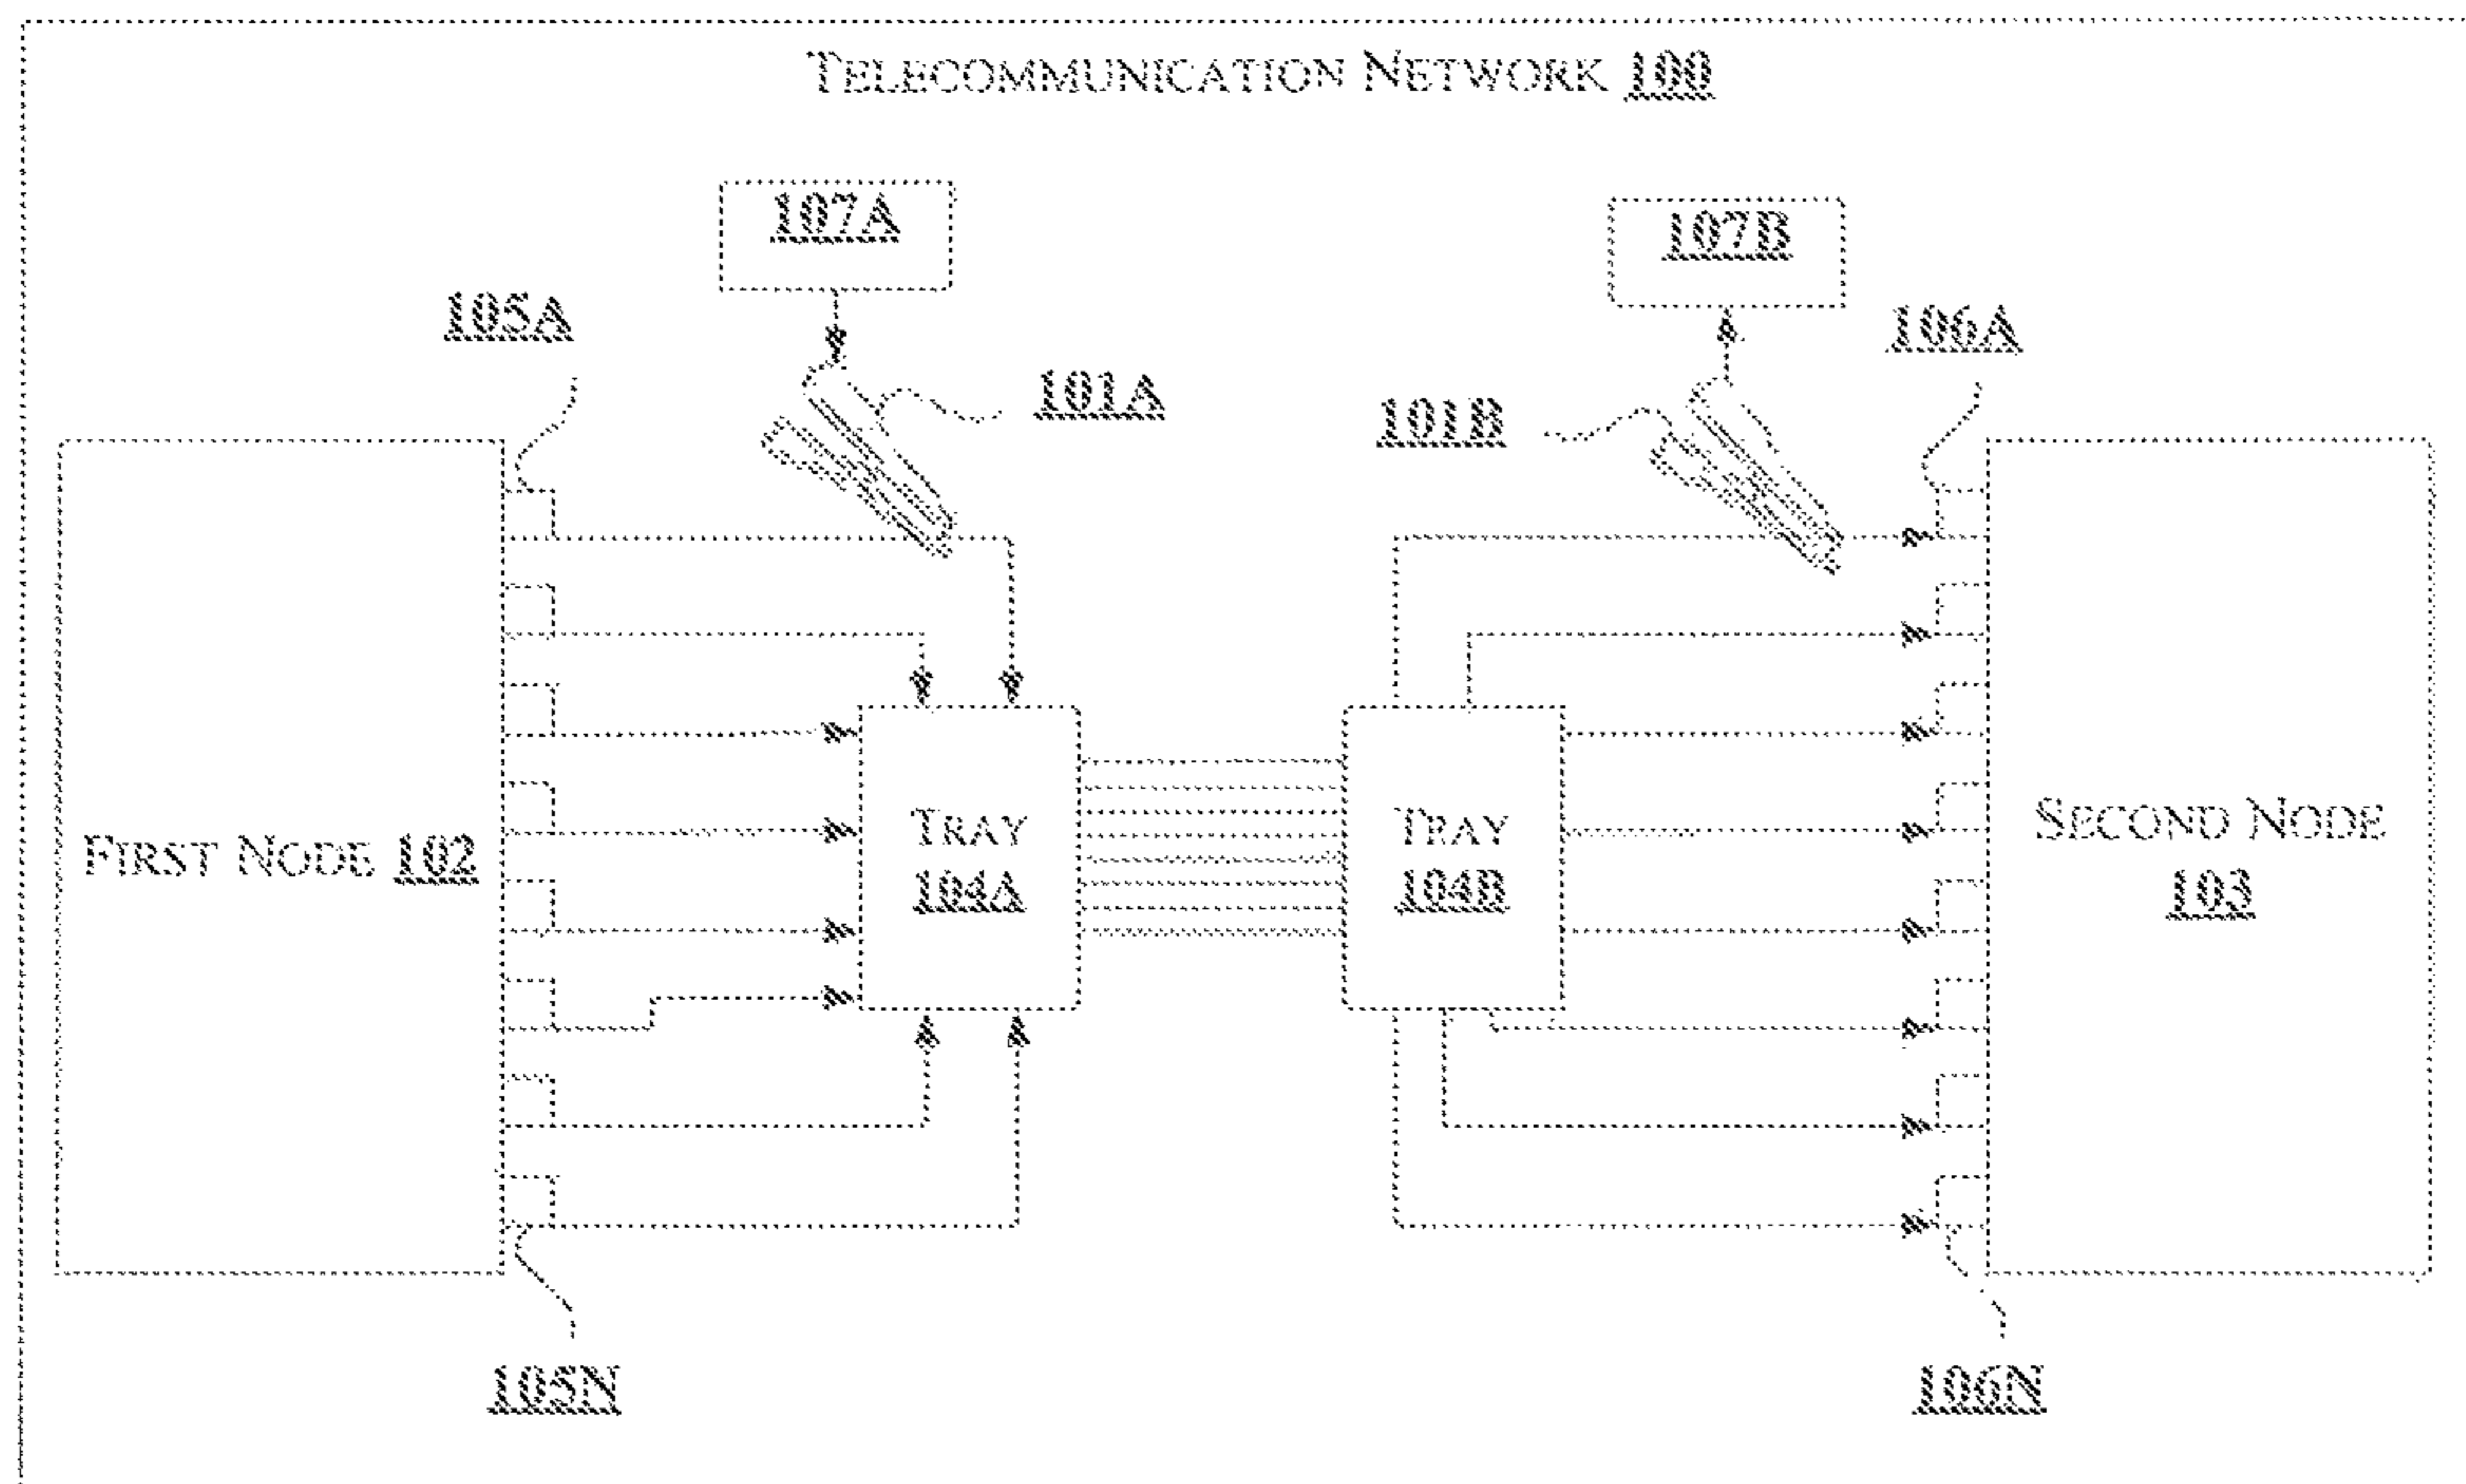 TELECOMMUNICATION NETWORK 100
107A
107B
105A
106A
101A
101B
FIRST NODE 102
TRAY
104A
TRAY
104B
SECOND NODE
103
105N
106N